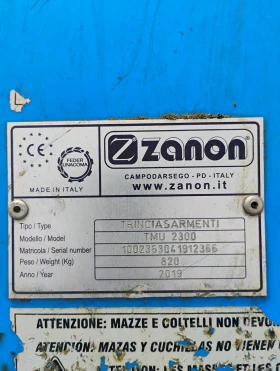 zanon
CAMPODARSEGO - PD - ITALY
www.zanon.it
CE
FEDER UNACOMA
MADE IN ITALY
Tipo / Type TRINCIASARMENTI
Modello / Model TMU 2300
Matricola / Serial number 1002353041912366
Peso / Weight (Kg) 820
Anno / Year 2019
ATTENZIONE: MAZZE E COLTELLI NON DEVO
ATENCIÓN: MAZAS Y CUCHILLAS NO VIENEN